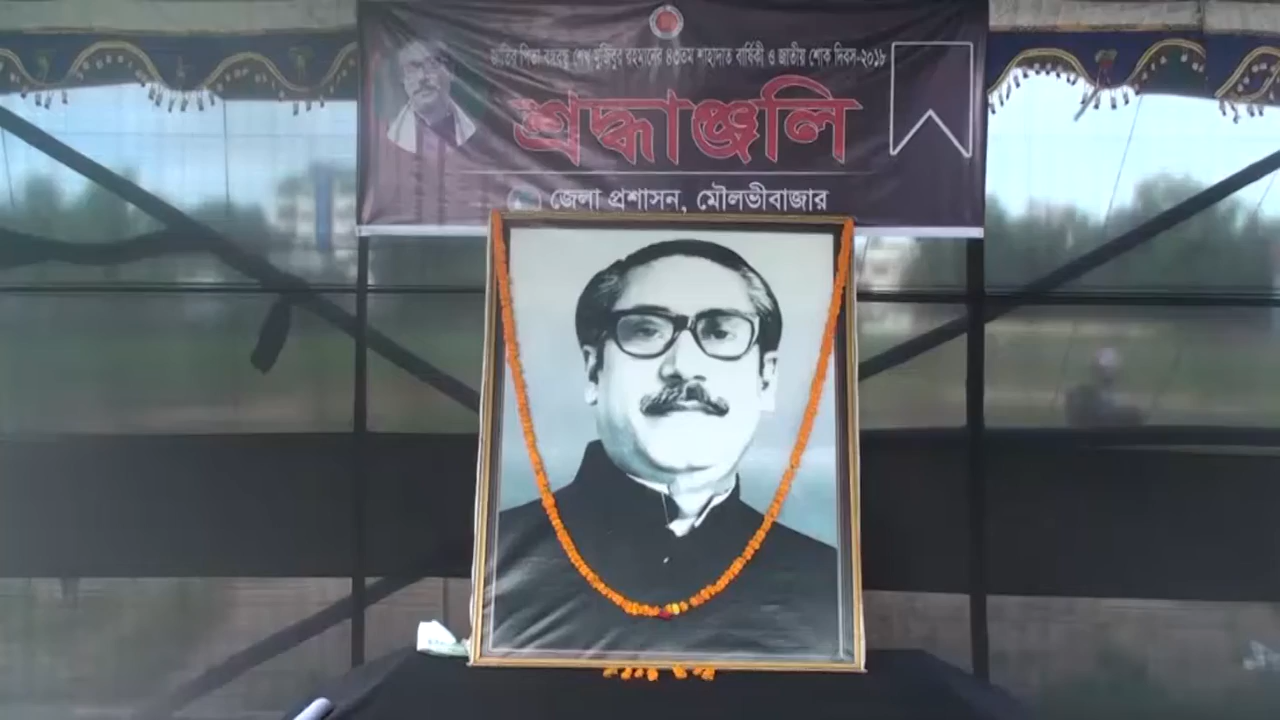 জাতির পিতা বঙ্গবন্ধু শেখ মুজিবুর রহমানের ৪৩তম শাহাদাত বার্ষিকী ও জাতীয় শোক দিবস-২০১৮
শ্রদ্ধাঞ্জলি
জেলা প্রশাসন, মৌলভীবাজার